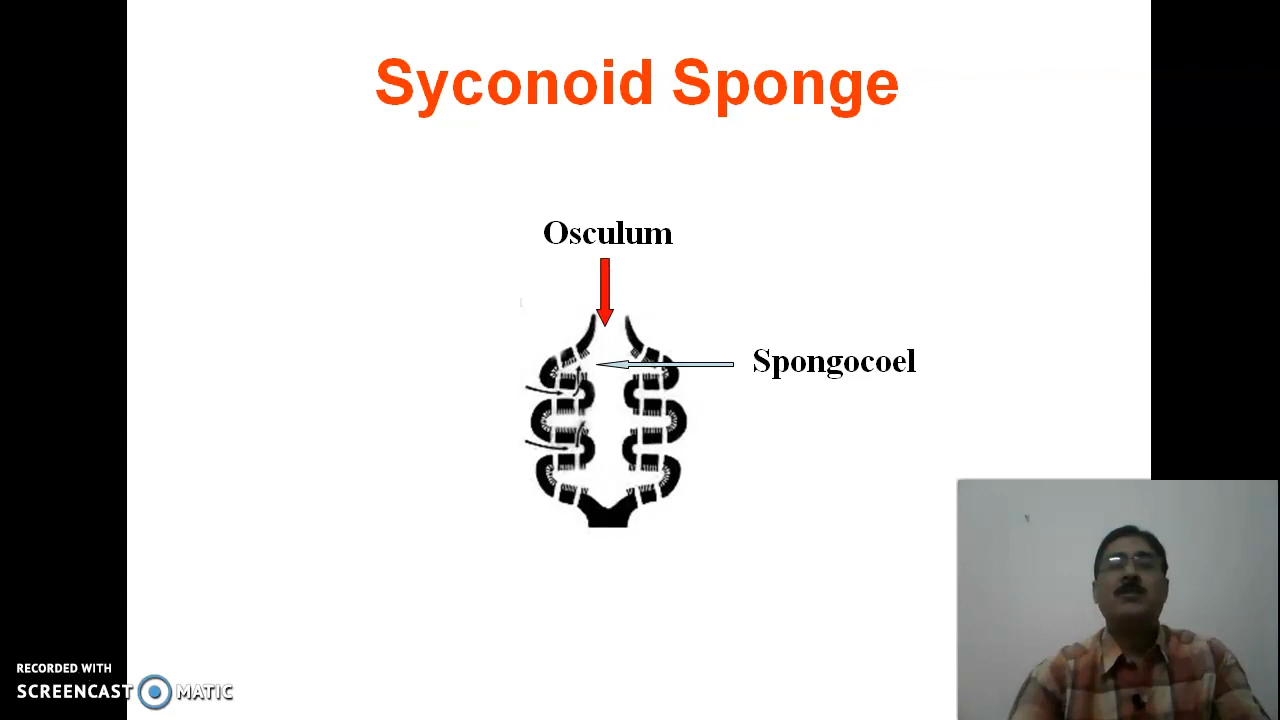 Syconoid Sponge
Osculum
Spongocoel
RECORDED WITH
SCREENCAST MATIC